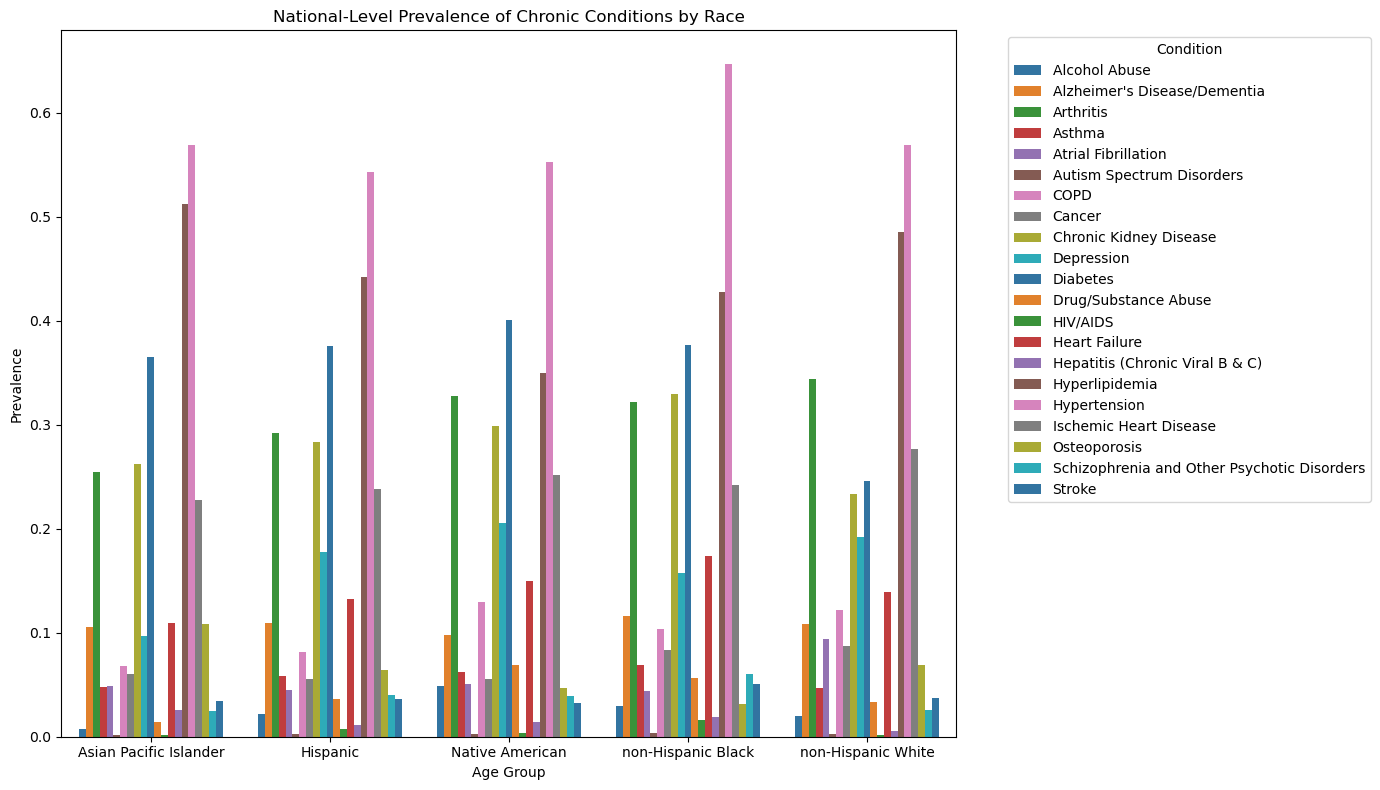 National-Level Prevalence of Chronic Conditions by Race
Prevalence
0.6
0.5
0.4
0.3
0.2
0.1
0.0
Asian Pacific Islander
Hispanic
Native American
non-Hispanic Black
non-Hispanic White
Age Group
Condition
Alcohol Abuse
Alzheimer's Disease/Dementia
Arthritis
Asthma
Atrial Fibrillation
Autism Spectrum Disorders
COPD
Cancer
Chronic Kidney Disease
Depression
Diabetes
Drug/Substance Abuse
HIV/AIDS
Heart Failure
Hepatitis (Chronic Viral B & C)
Hyperlipidemia
Hypertension
Ischemic Heart Disease
Osteoporosis
Schizophrenia and Other Psychotic Disorders
Stroke